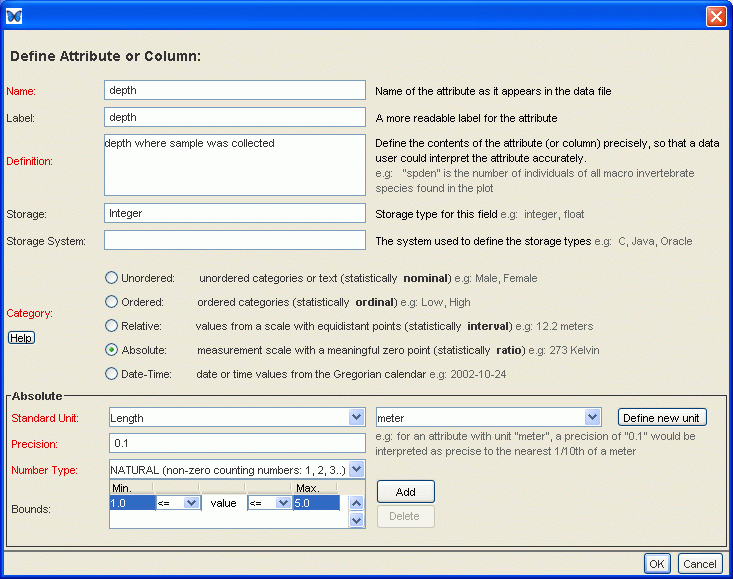 Define Attribute or Column:
Name: depth Name of the attribute as it appears in the data file
Label: depth A more readable label for the attribute
Definition: depth where sample was collected Define the contents of the attribute (or column) precisely, so that a data
user could interpret the attribute accurately.
e.g: "spden" is the number of individuals of all macro invertebrate
species found in the plot
Storage: Integer Storage type for this field e.g: integer, float
Storage System: The system used to define the storage types e.g: C, Java, Oracle
Category:
Help
Unordered: unordered categories or text (statistically nominal) e.g: Male, Female
Ordered: ordered categories (statistically ordinal) e.g: Low, High
Relative: values from a scale with equidistant points (statistically interval) e.g: 12.2 meters
Absolute: measurement scale with a meaningful zero point (statistically ratio) e.g: 273 Kelvin
Date-Time: date or time values from the Gregorian calendar e.g: 2002-10-24
Absolute
Standard Unit: Length meter Define new unit
Precision: 0.1 e.g: for an attribute with unit "meter", a precision of "0.1" would be
interpreted as precise to the nearest 1/10th of a meter
Number Type: NATURAL (non-zero counting numbers: 1, 2, 3..)
Bounds:
Min. Max.
1.0 <= value <= 5.0
Add
Delete
OK Cancel